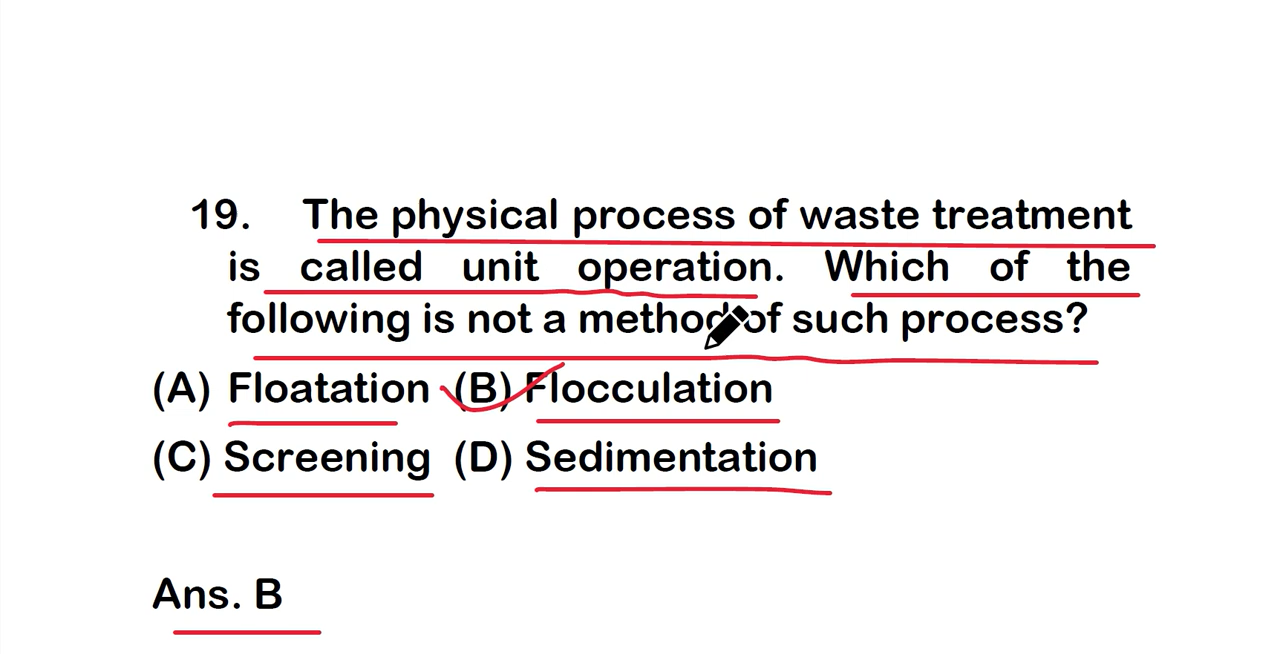 19. The physical process of waste treatment
is called unit operation. Which of the
following is not a method of such process?
(A) Floatation (B) Flocculation
(C) Screening (D) Sedimentation
Ans. B